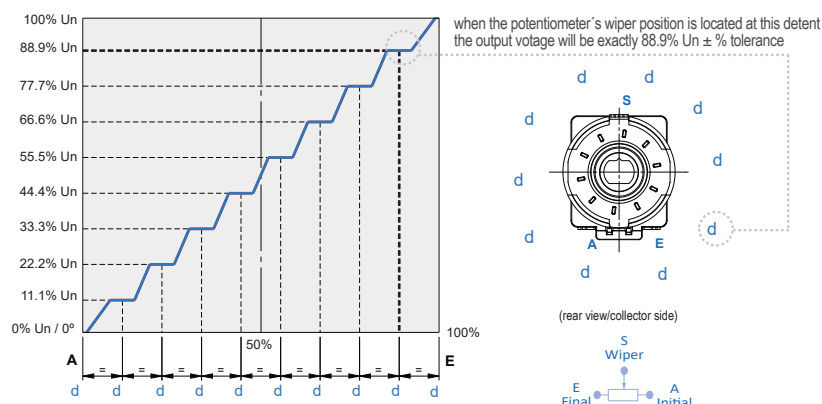 100% Un
88.9% Un
77.7% Un
66.6% Un
55.5% Un
44.4% Un
33.3% Un
22.2% Un
11.1% Un
0% Un / 0º
50%
100%
A
E
= = = = = = = = =
d d d d d d d d d d
when the potentiometer´s wiper position is located at this detent
the output votage will be exactly 88.9% Un ± % tolerance
d d
d S d
d d
d A E d
d d
(rear view/collector side)
S
Wiper
E A
Final Initial